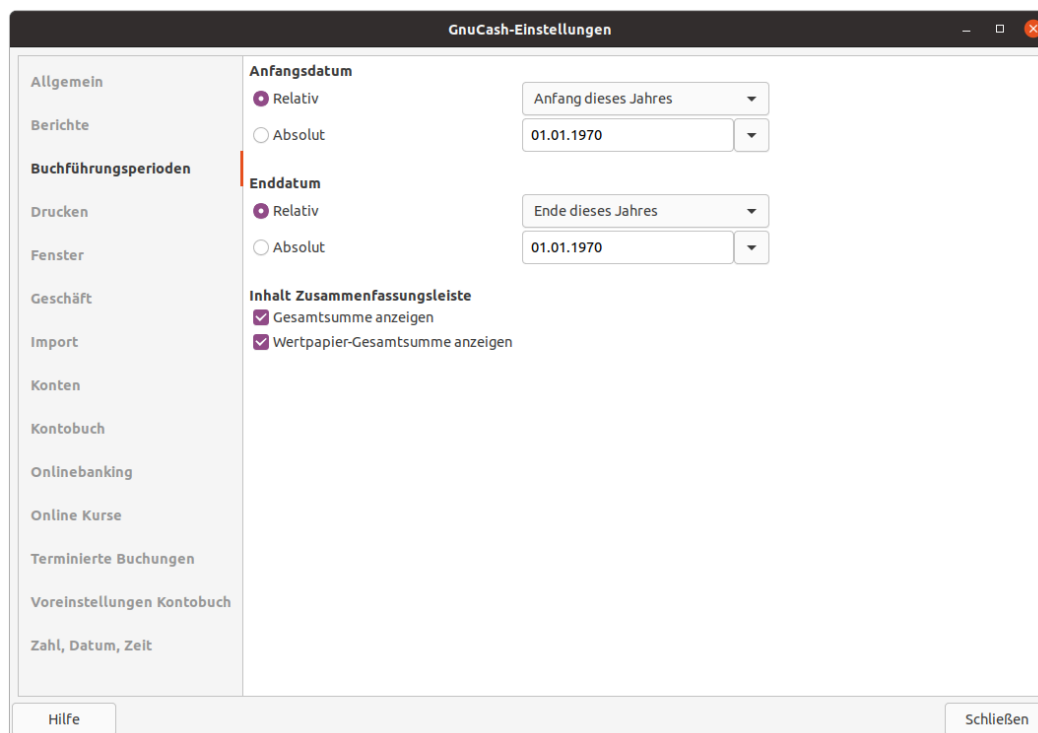 GnuCash-Einstellungen
Allgemein
Berichte
Buchführungsperioden
Drucken
Fenster
Geschäft
Import
Konten
Kontobuch
Onlinebanking
Online Kurse
Terminierte Buchungen
Voreinstellungen Kontobuch
Zahl, Datum, Zeit
Anfangsdatum
Relativ Anfang dieses Jahres
Absolut 01.01.1970
Enddatum
Relativ Ende dieses Jahres
Absolut 01.01.1970
Inhalt Zusammenfassungsleiste
Gesamtsumme anzeigen
Wertpapier-Gesamtsumme anzeigen
Hilfe Schließen